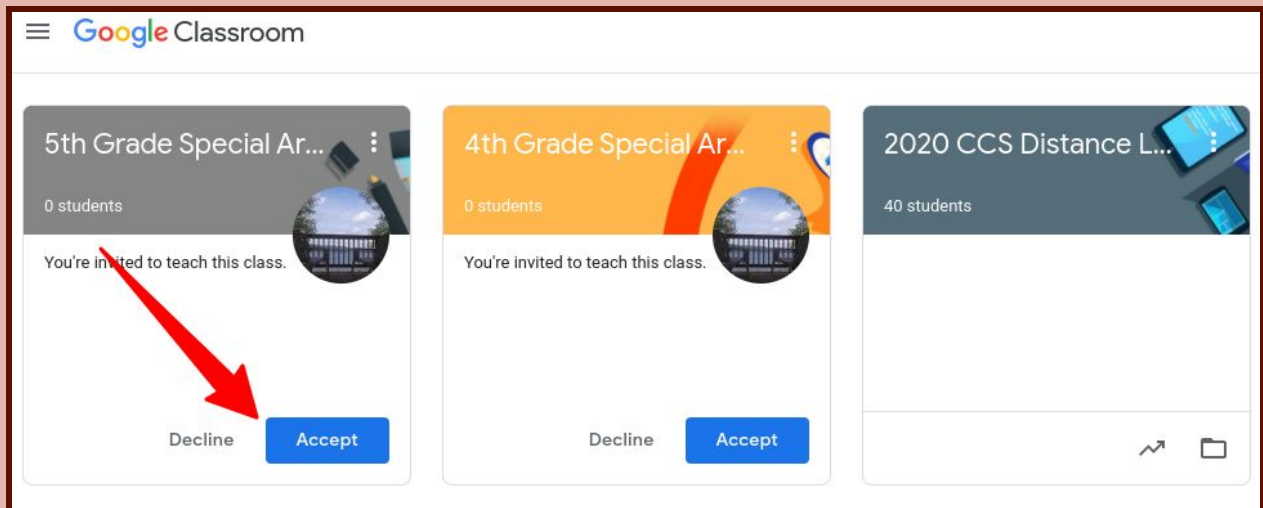 Google Classroom
5th Grade Special Ar...
0 students
You're invited to teach this class.
Decline
Accept
4th Grade Special Ar...
0 students
You're invited to teach this class.
Decline
Accept
2020 CCS Distance L...
40 students